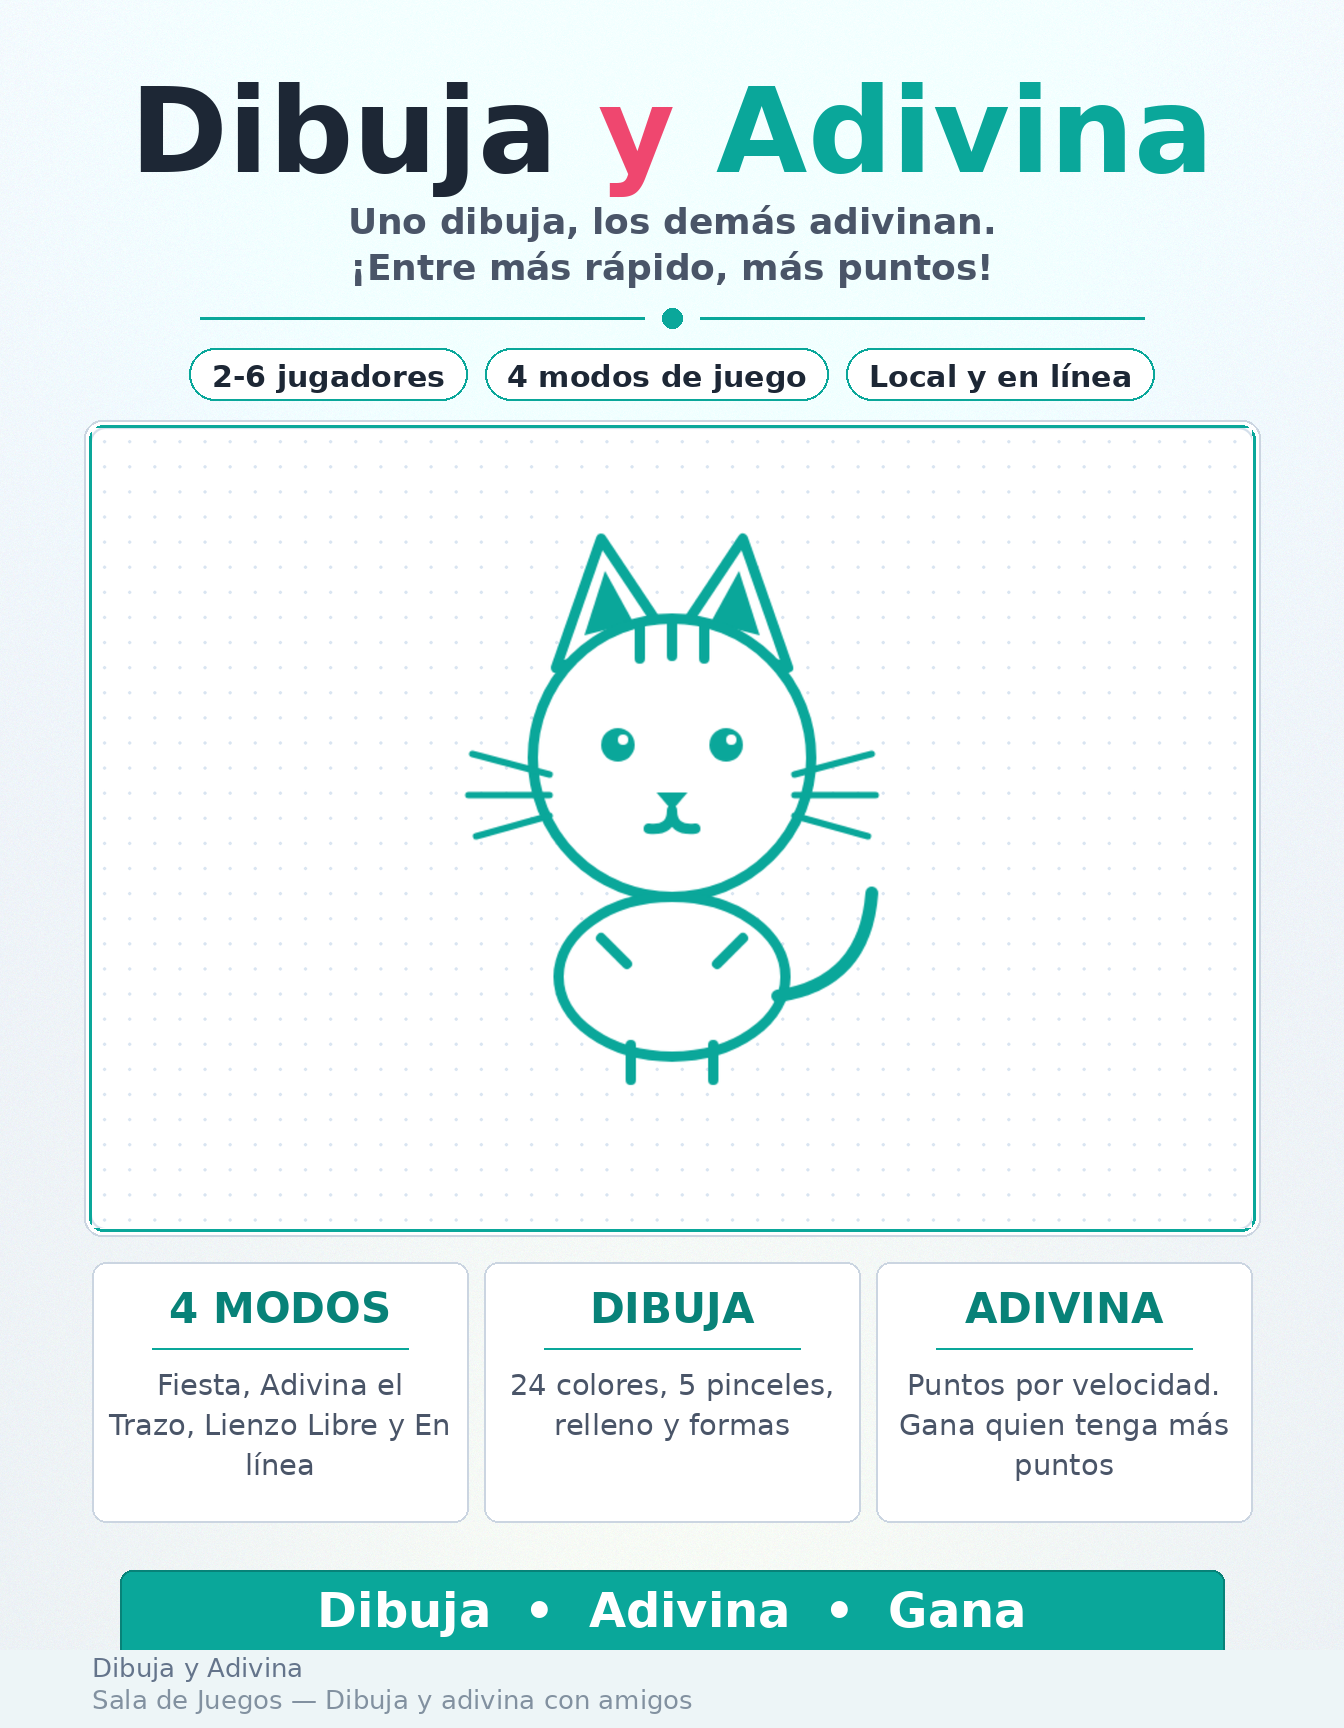 Dibuja y Adivina
Uno dibuja, los demás adivinan.
¡Entre más rápido, más puntos!
2-6 jugadores
4 modos de juego
Local y en línea
4 MODOS
Fiesta, Adivina el
Trazo, Lienzo Libre y En
línea
DIBUJA
24 colores, 5 pinceles,
relleno y formas
ADIVINA
Puntos por velocidad.
Gana quien tenga más
puntos
Dibuja • Adivina • Gana
Dibuja y Adivina
Sala de Juegos — Dibuja y adivina con amigos